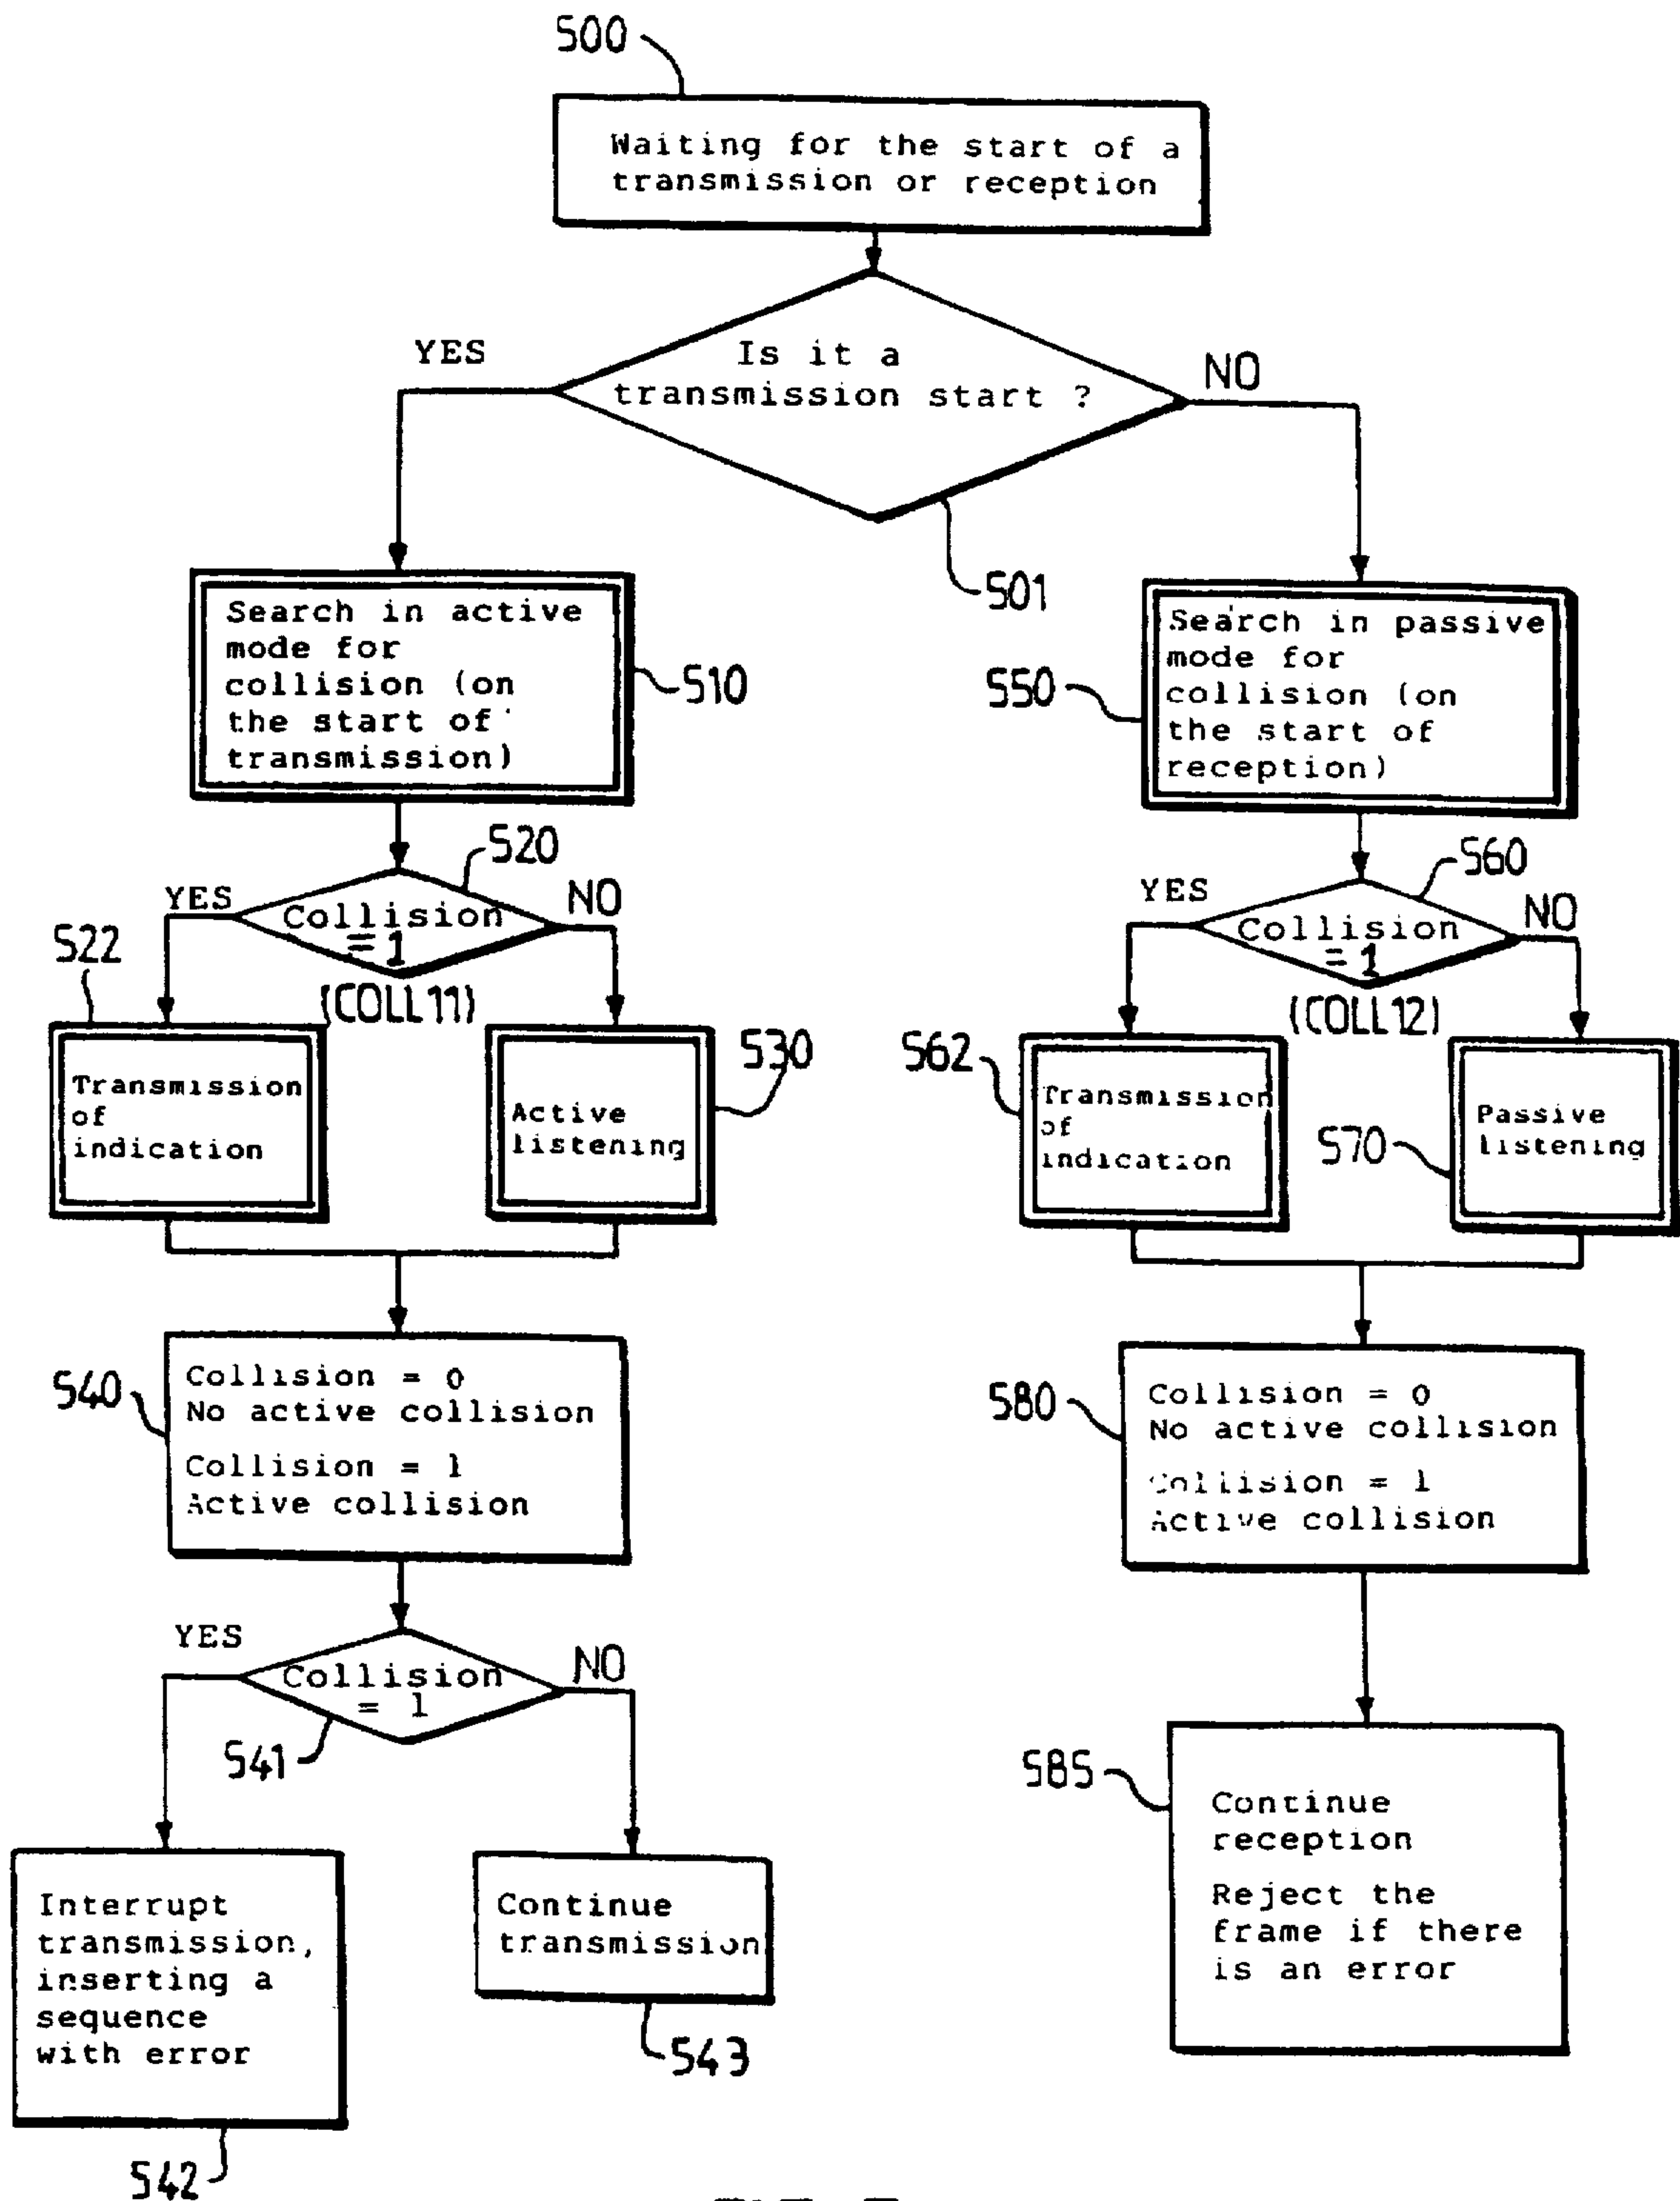 500
Waiting for the start of a
transmission or reception
YES
Is it a
transmission start ?
NO
501
Search in active
mode for
collision (on
the start of
transmission)
510
550
Search in passive
mode for
collision (on
the start of
reception)
520
YES
Collision
= 1
NO
(COLL11)
560
YES
Collision
= 1
NO
(COLL12)
522
Transmission
of
indication
Active
listening
530
562
Transmission
of
indication
570
Passive
listening
540
Collision = 0
No active collision
Collision = 1
Active collision
580
Collision = 0
No active collision
Collision = 1
Active collision
YES
Collision
= 1
NO
541
585
Continue
reception
Reject the
frame if there
is an error
Interrupt
transmission,
inserting a
sequence
with error
542
Continue
transmission
543